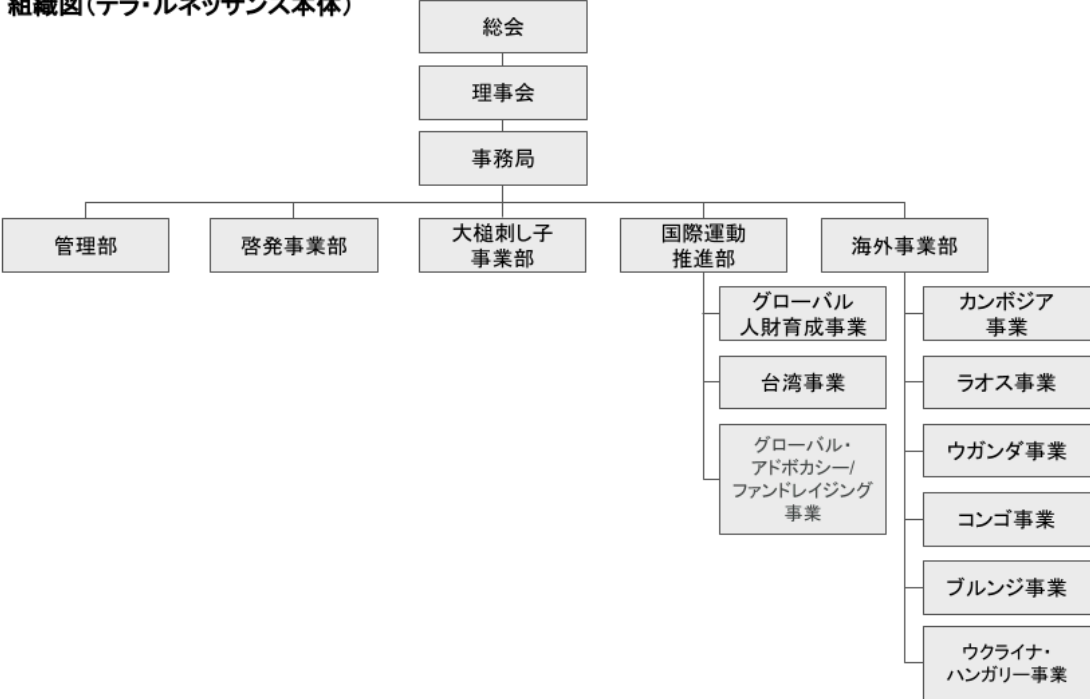 組織図(テラ・ルネッサンス本体)
総会
理事会
事務局
管理部
啓発事業部
大槌刺し子
事業部
国際運動
推進部
海外事業部
グローバル
人財育成事業
台湾事業
グローバル・
アドボカシー/
ファンドレイジング
事業
カンボジア
事業
ラオス事業
ウガンダ事業
コンゴ事業
ブルンジ事業
ウクライナ・
ハンガリー事業